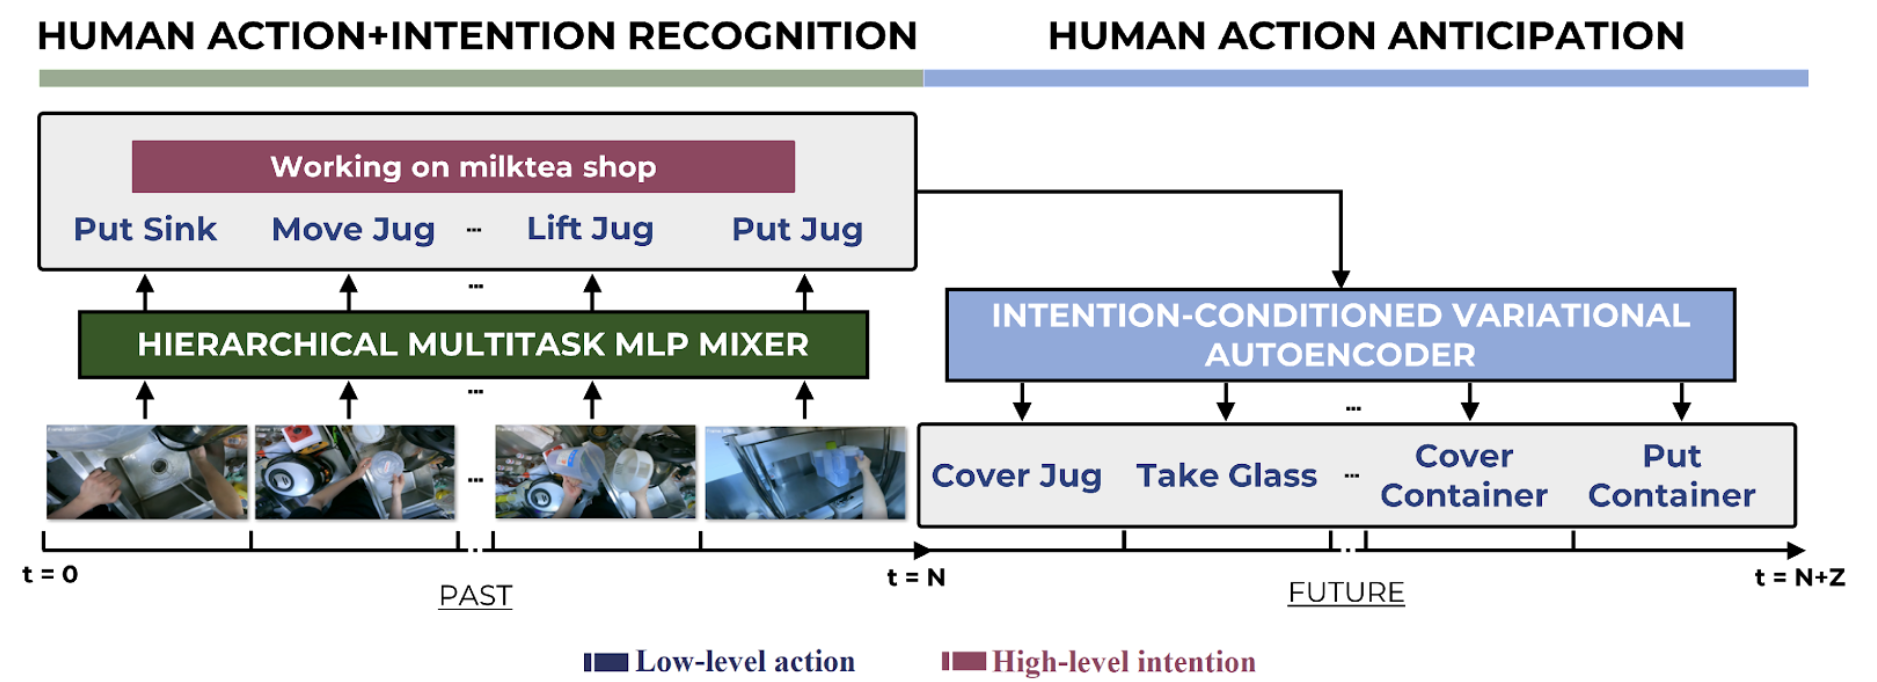 HUMAN ACTION+INTENTION RECOGNITION
HUMAN ACTION ANTICIPATION
Working on milktea shop
Put Sink
Move Jug
...
Lift Jug
Put Jug
...
HIERARCHICAL MULTITASK MLP MIXER
...
...
INTENTION-CONDITIONED VARIATIONAL
AUTOENCODER
...
Cover Jug
Take Glass
...
Cover
Container
Put
Container
t = 0
PAST
t = N
FUTURE
t = N+Z
Low-level action
High-level intention